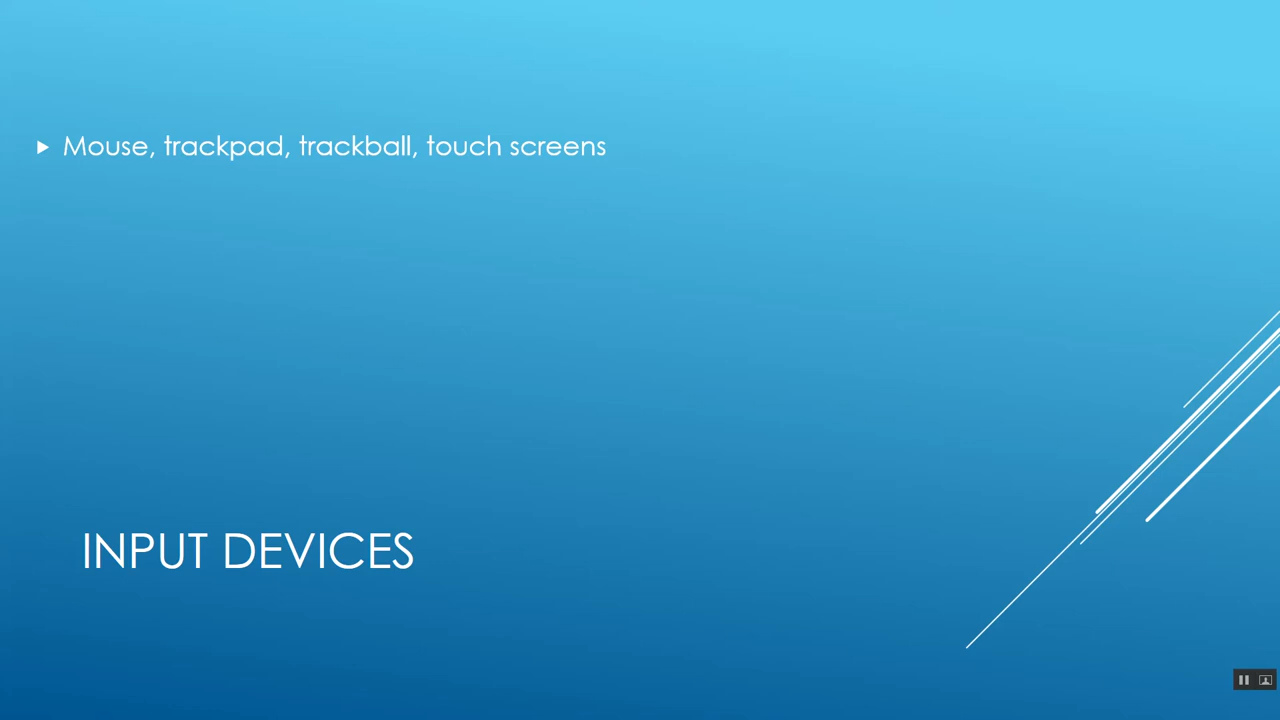 Mouse, trackpad, trackball, touch screens
INPUT DEVICES